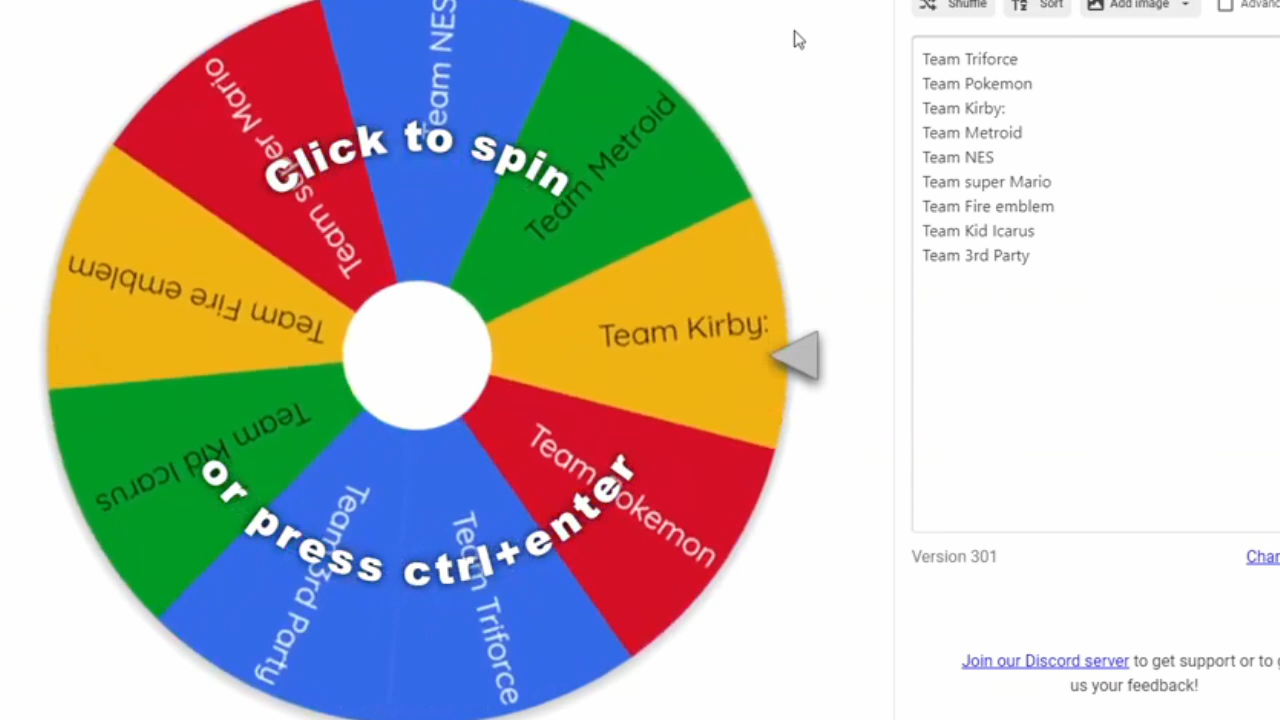 Shuffle
Sort
Add image
Team Triforce
Team Pokemon
Team Kirby:
Team Metroid
Team NES
Team super Mario
Team Fire emblem
Team Kid Icarus
Team 3rd Party
Team NES
Team Metroid
Team Kirby:
Team Pokemon
Team Triforce
Team 3rd Party
Team Kid Icarus
Team Fire emblem
Team super Mario
Click to spin
or press ctrl+enter
Version 301
Join our Discord server to get support or to
us your feedback!